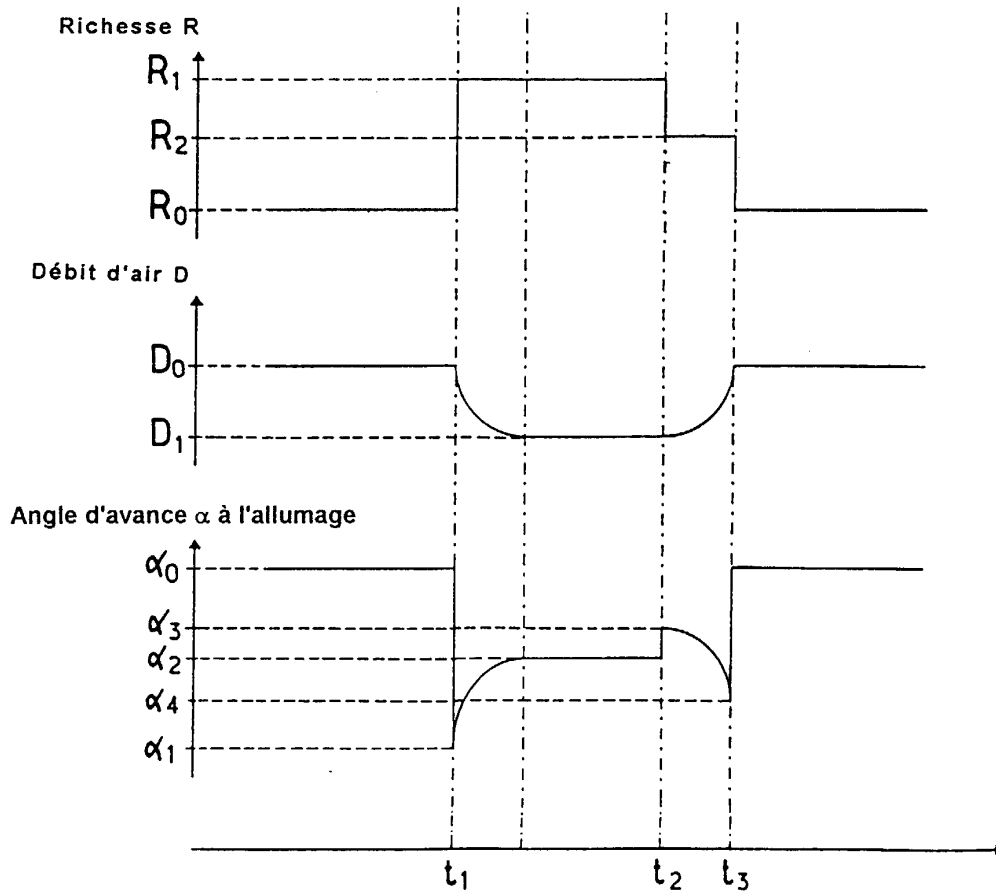 Richesse R
R1
R2
R0
Débit d'air D
D0
D1
Angle d'avance α à l'allumage
α0
α3
α2
α4
α1
t1 t2 t3